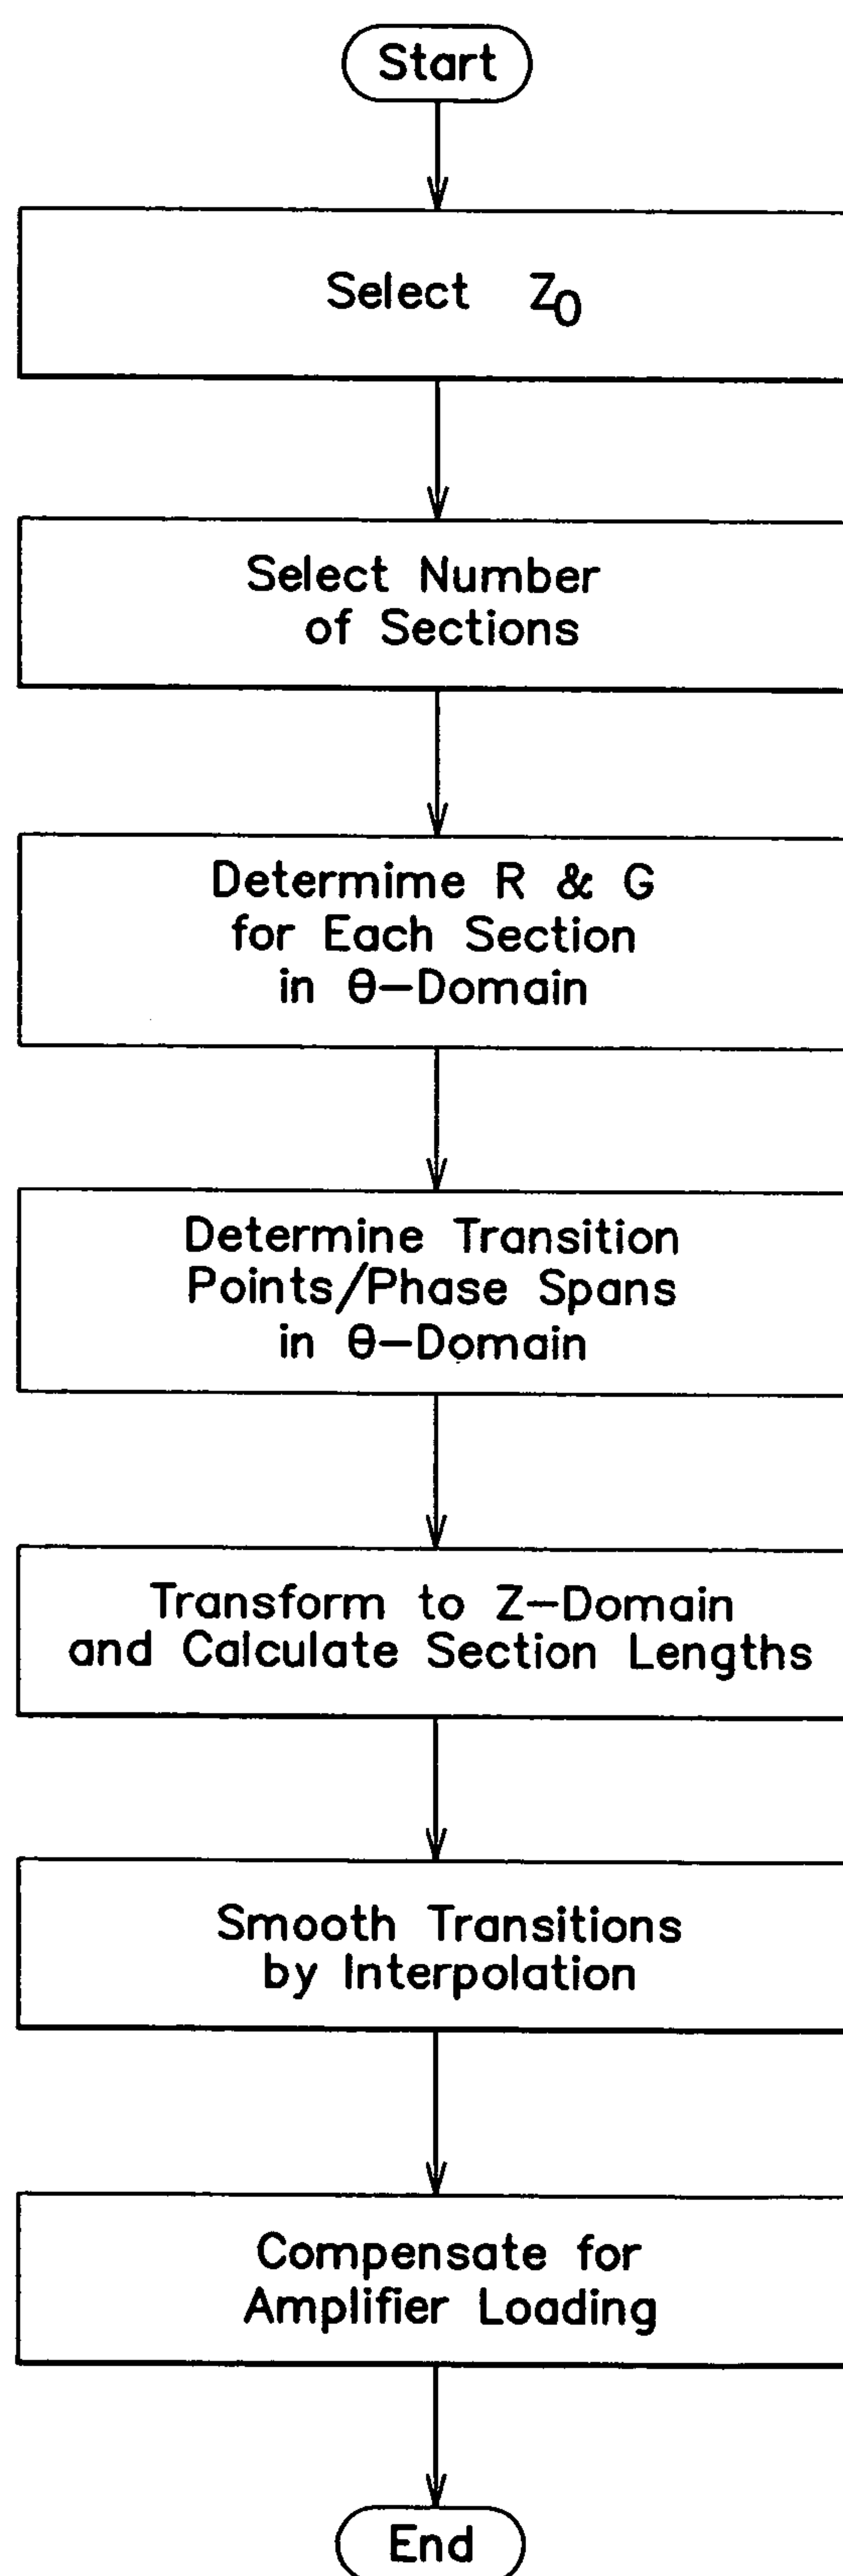 Start
Select Z0
Select Number
of Sections
Determime R & G
for Each Section
in θ–Domain
Determine Transition
Points/Phase Spans
in θ–Domain
Transform to Z–Domain
and Calculate Section Lengths
Smooth Transitions
by Interpolation
Compensate for
Amplifier Loading
End